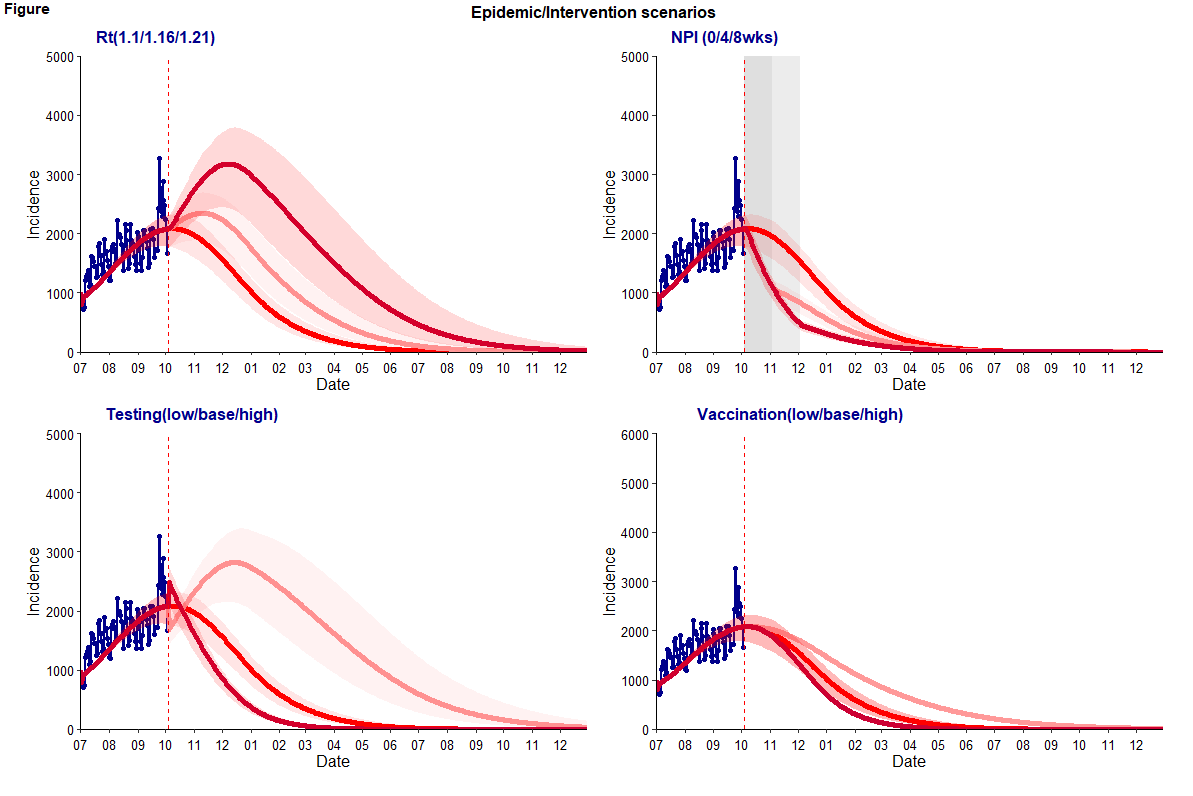 Figure
Epidemic/Intervention scenarios
Rt(1.1/1.16/1.21)
5000
4000
3000
2000
1000
0
Incidence
07 08 09 10 11 12 01 02 03 04 05 06 07 08 09 10 11 12
Date
NPI (0/4/8wks)
5000
4000
3000
2000
1000
0
Incidence
07 08 09 10 11 12 01 02 03 04 05 06 07 08 09 10 11 12
Date
Testing(low/base/high)
5000
4000
3000
2000
1000
0
Incidence
07 08 09 10 11 12 01 02 03 04 05 06 07 08 09 10 11 12
Date
Vaccination(low/base/high)
6000
5000
4000
3000
2000
1000
0
Incidence
07 08 09 10 11 12 01 02 03 04 05 06 07 08 09 10 11 12
Date